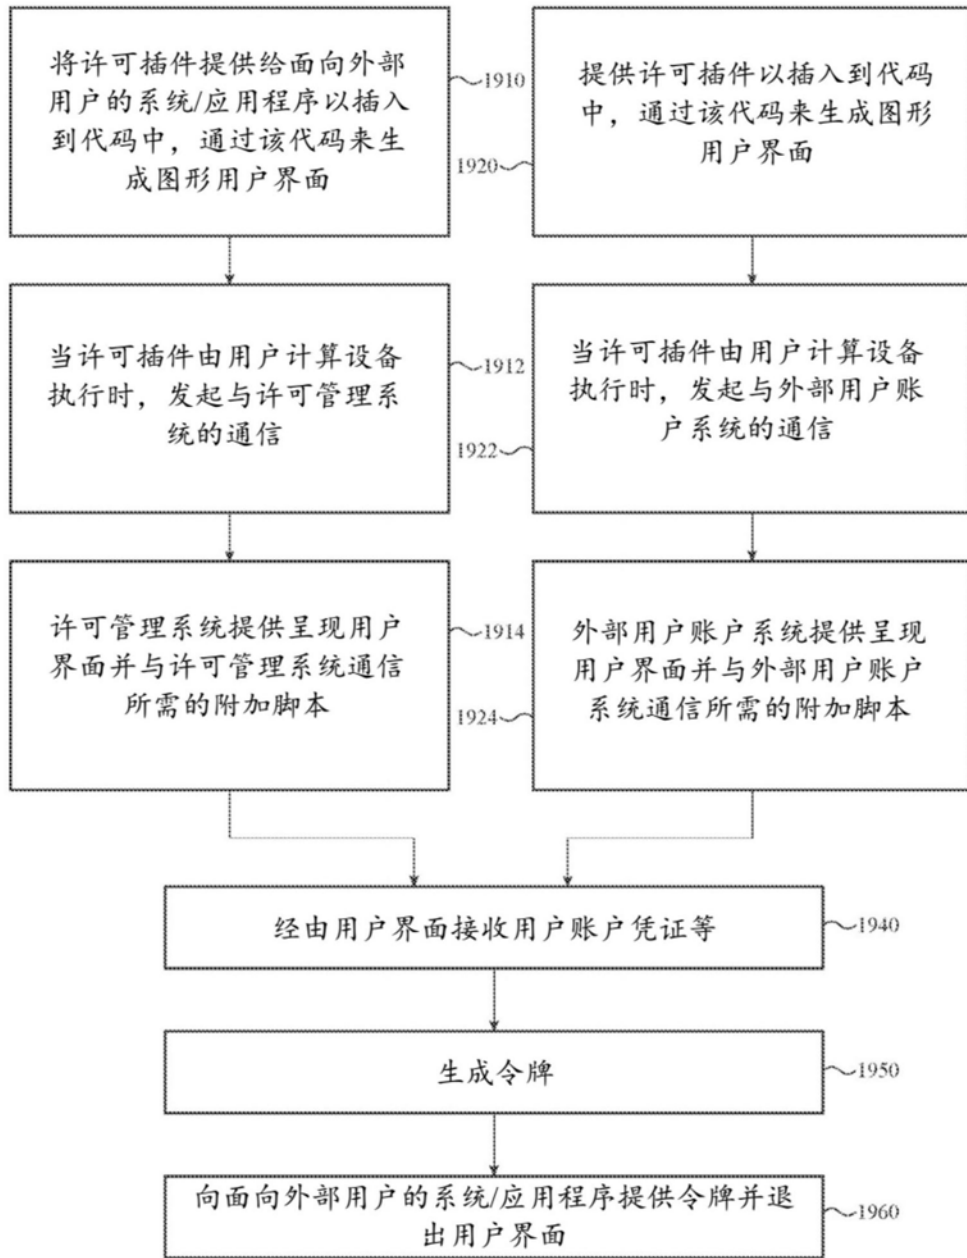 将许可插件提供给面向外部
用户的系统/应用程序以插入
到代码中，通过该代码来生
成图形用户界面
1910
提供许可插件以插入到代码
中，通过该代码来生成图形
用户界面
1920
当许可插件由用户计算设备
执行时，发起与许可管理系
统的通信
1912
当许可插件由用户计算设备
执行时，发起与外部用户账
户系统的通信
1922
许可管理系统提供呈现用户
界面并与许可管理系统通信
所需的附加脚本
1914
外部用户账户系统提供呈现
用户界面并与外部用户账户
系统通信所需的附加脚本
1924
经由用户界面接收用户账户凭证等
1940
生成令牌
1950
向面向外部用户的系统/应用程序提供令牌并退
出用户界面
1960